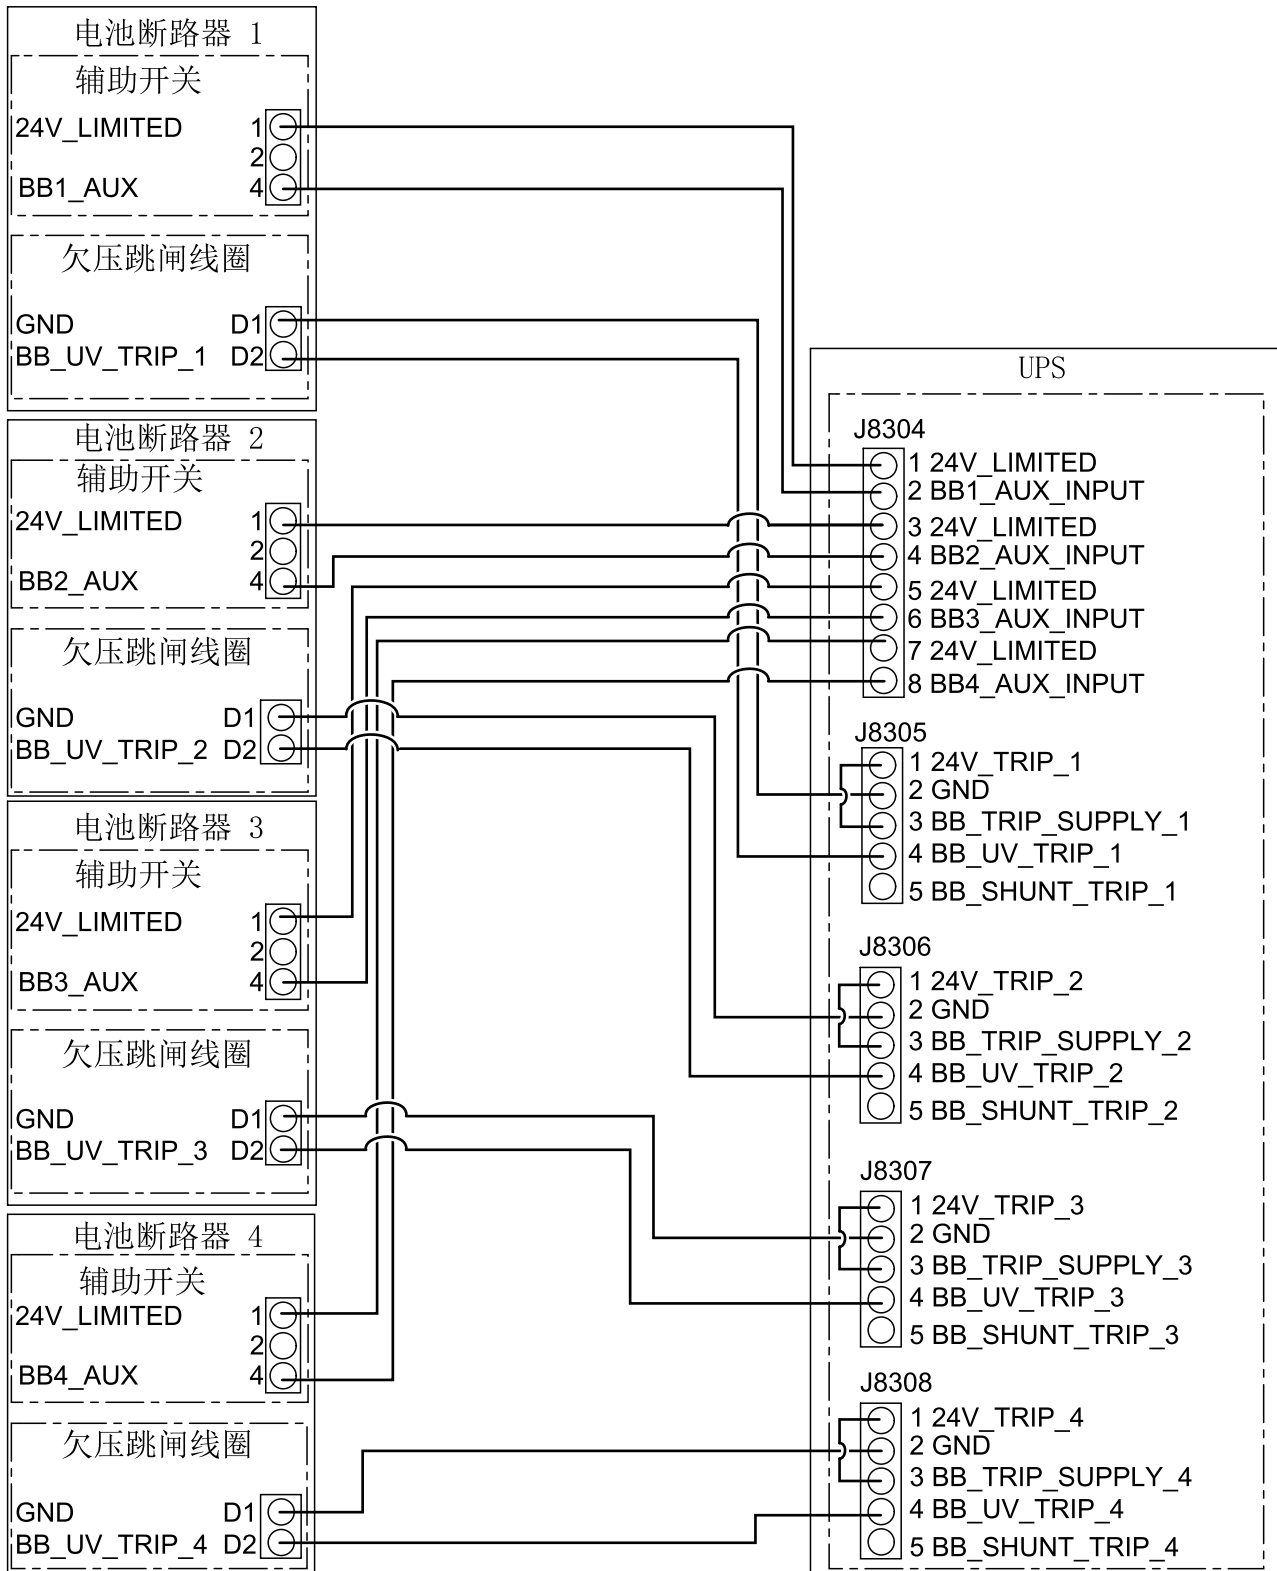 电池断路器 1
辅助开关
24V_LIMITED 1
2
BB1_AUX 4
欠压跳闸线圈
GND D1
BB_UV_TRIP_1 D2
电池断路器 2
辅助开关
24V_LIMITED 1
2
BB2_AUX 4
欠压跳闸线圈
GND D1
BB_UV_TRIP_2 D2
电池断路器 3
辅助开关
24V_LIMITED 1
2
BB3_AUX 4
欠压跳闸线圈
GND D1
BB_UV_TRIP_3 D2
电池断路器 4
辅助开关
24V_LIMITED 1
2
BB4_AUX 4
欠压跳闸线圈
GND D1
BB_UV_TRIP_4 D2
UPS
J8304
1 24V_LIMITED
2 BB1_AUX_INPUT
3 24V_LIMITED
4 BB2_AUX_INPUT
5 24V_LIMITED
6 BB3_AUX_INPUT
7 24V_LIMITED
8 BB4_AUX_INPUT
J8305
1 24V_TRIP_1
2 GND
3 BB_TRIP_SUPPLY_1
4 BB_UV_TRIP_1
5 BB_SHUNT_TRIP_1
J8306
1 24V_TRIP_2
2 GND
3 BB_TRIP_SUPPLY_2
4 BB_UV_TRIP_2
5 BB_SHUNT_TRIP_2
J8307
1 24V_TRIP_3
2 GND
3 BB_TRIP_SUPPLY_3
4 BB_UV_TRIP_3
5 BB_SHUNT_TRIP_3
J8308
1 24V_TRIP_4
2 GND
3 BB_TRIP_SUPPLY_4
4 BB_UV_TRIP_4
5 BB_SHUNT_TRIP_4